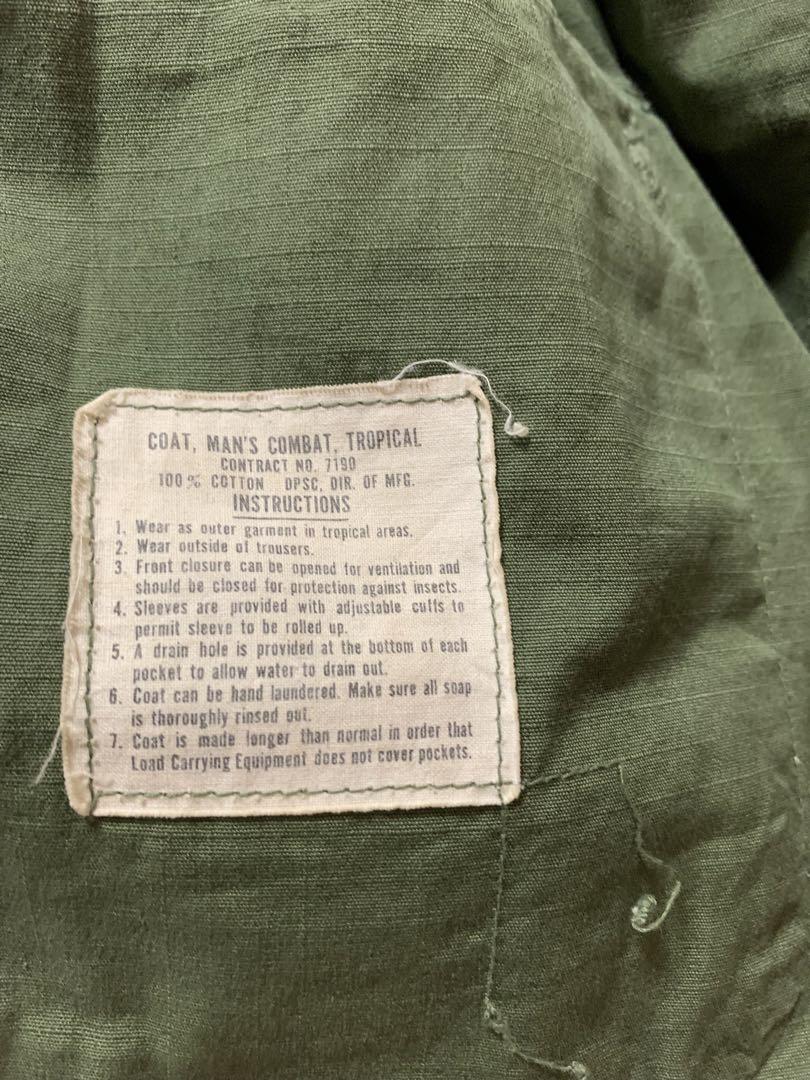 COAT, MAN'S COMBAT, TROPICAL
CONTRACT NO. 7190
100% COTTON DPSC, DIR. OF MFG.
INSTRUCTIONS
1. Wear as outer garment in tropical areas.
2. Wear outside of trousers.
3. Front closure can be opened for ventilation and
should be closed for protection against insects.
4. Sleeves are provided with adjustable cuffs to
permit sleeve to be rolled up.
5. A drain hole is provided at the bottom of each
pocket to allow water to drain out.
6. Coat can be hand laundered. Make sure all soap
is thoroughly rinsed out.
7. Coat is made longer than normal in order that
Load Carrying Equipment does not cover pockets.